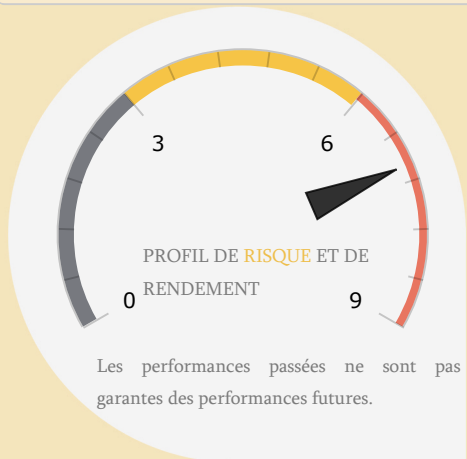 3 6
PROFIL DE RISQUE ET DE
RENDEMENT
0 9
Les performances passées ne sont pas
garantes des performances futures.